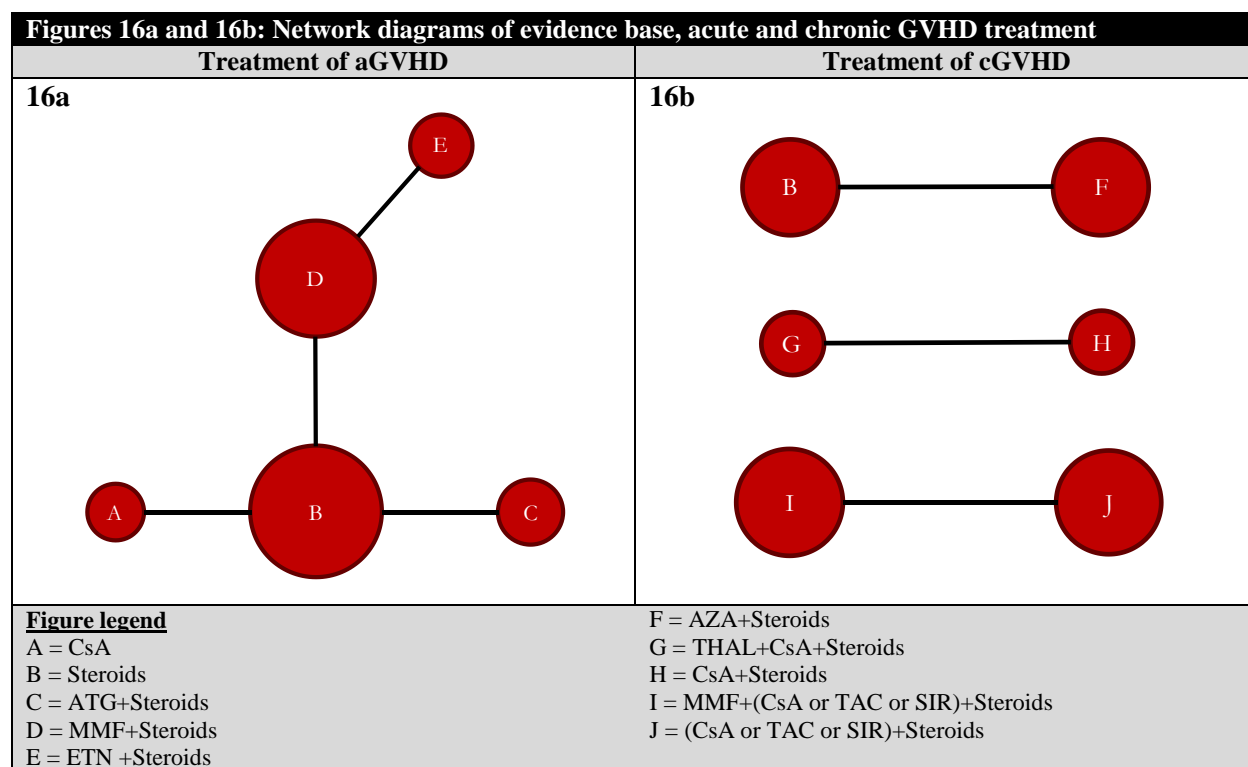 Figures 16a and 16b: Network diagrams of evidence base, acute and chronic GVHD treatment
Treatment of aGVHD
Treatment of cGVHD
16a
E
D
A
B
C
16b
B
F
G
H
I
J
Figure legend
A = CsA
B = Steroids
C = ATG+Steroids
D = MMF+Steroids
E = ETN +Steroids
F = AZA+Steroids
G = THAL+CsA+Steroids
H = CsA+Steroids
I = MMF+(CsA or TAC or SIR)+Steroids
J = (CsA or TAC or SIR)+Steroids